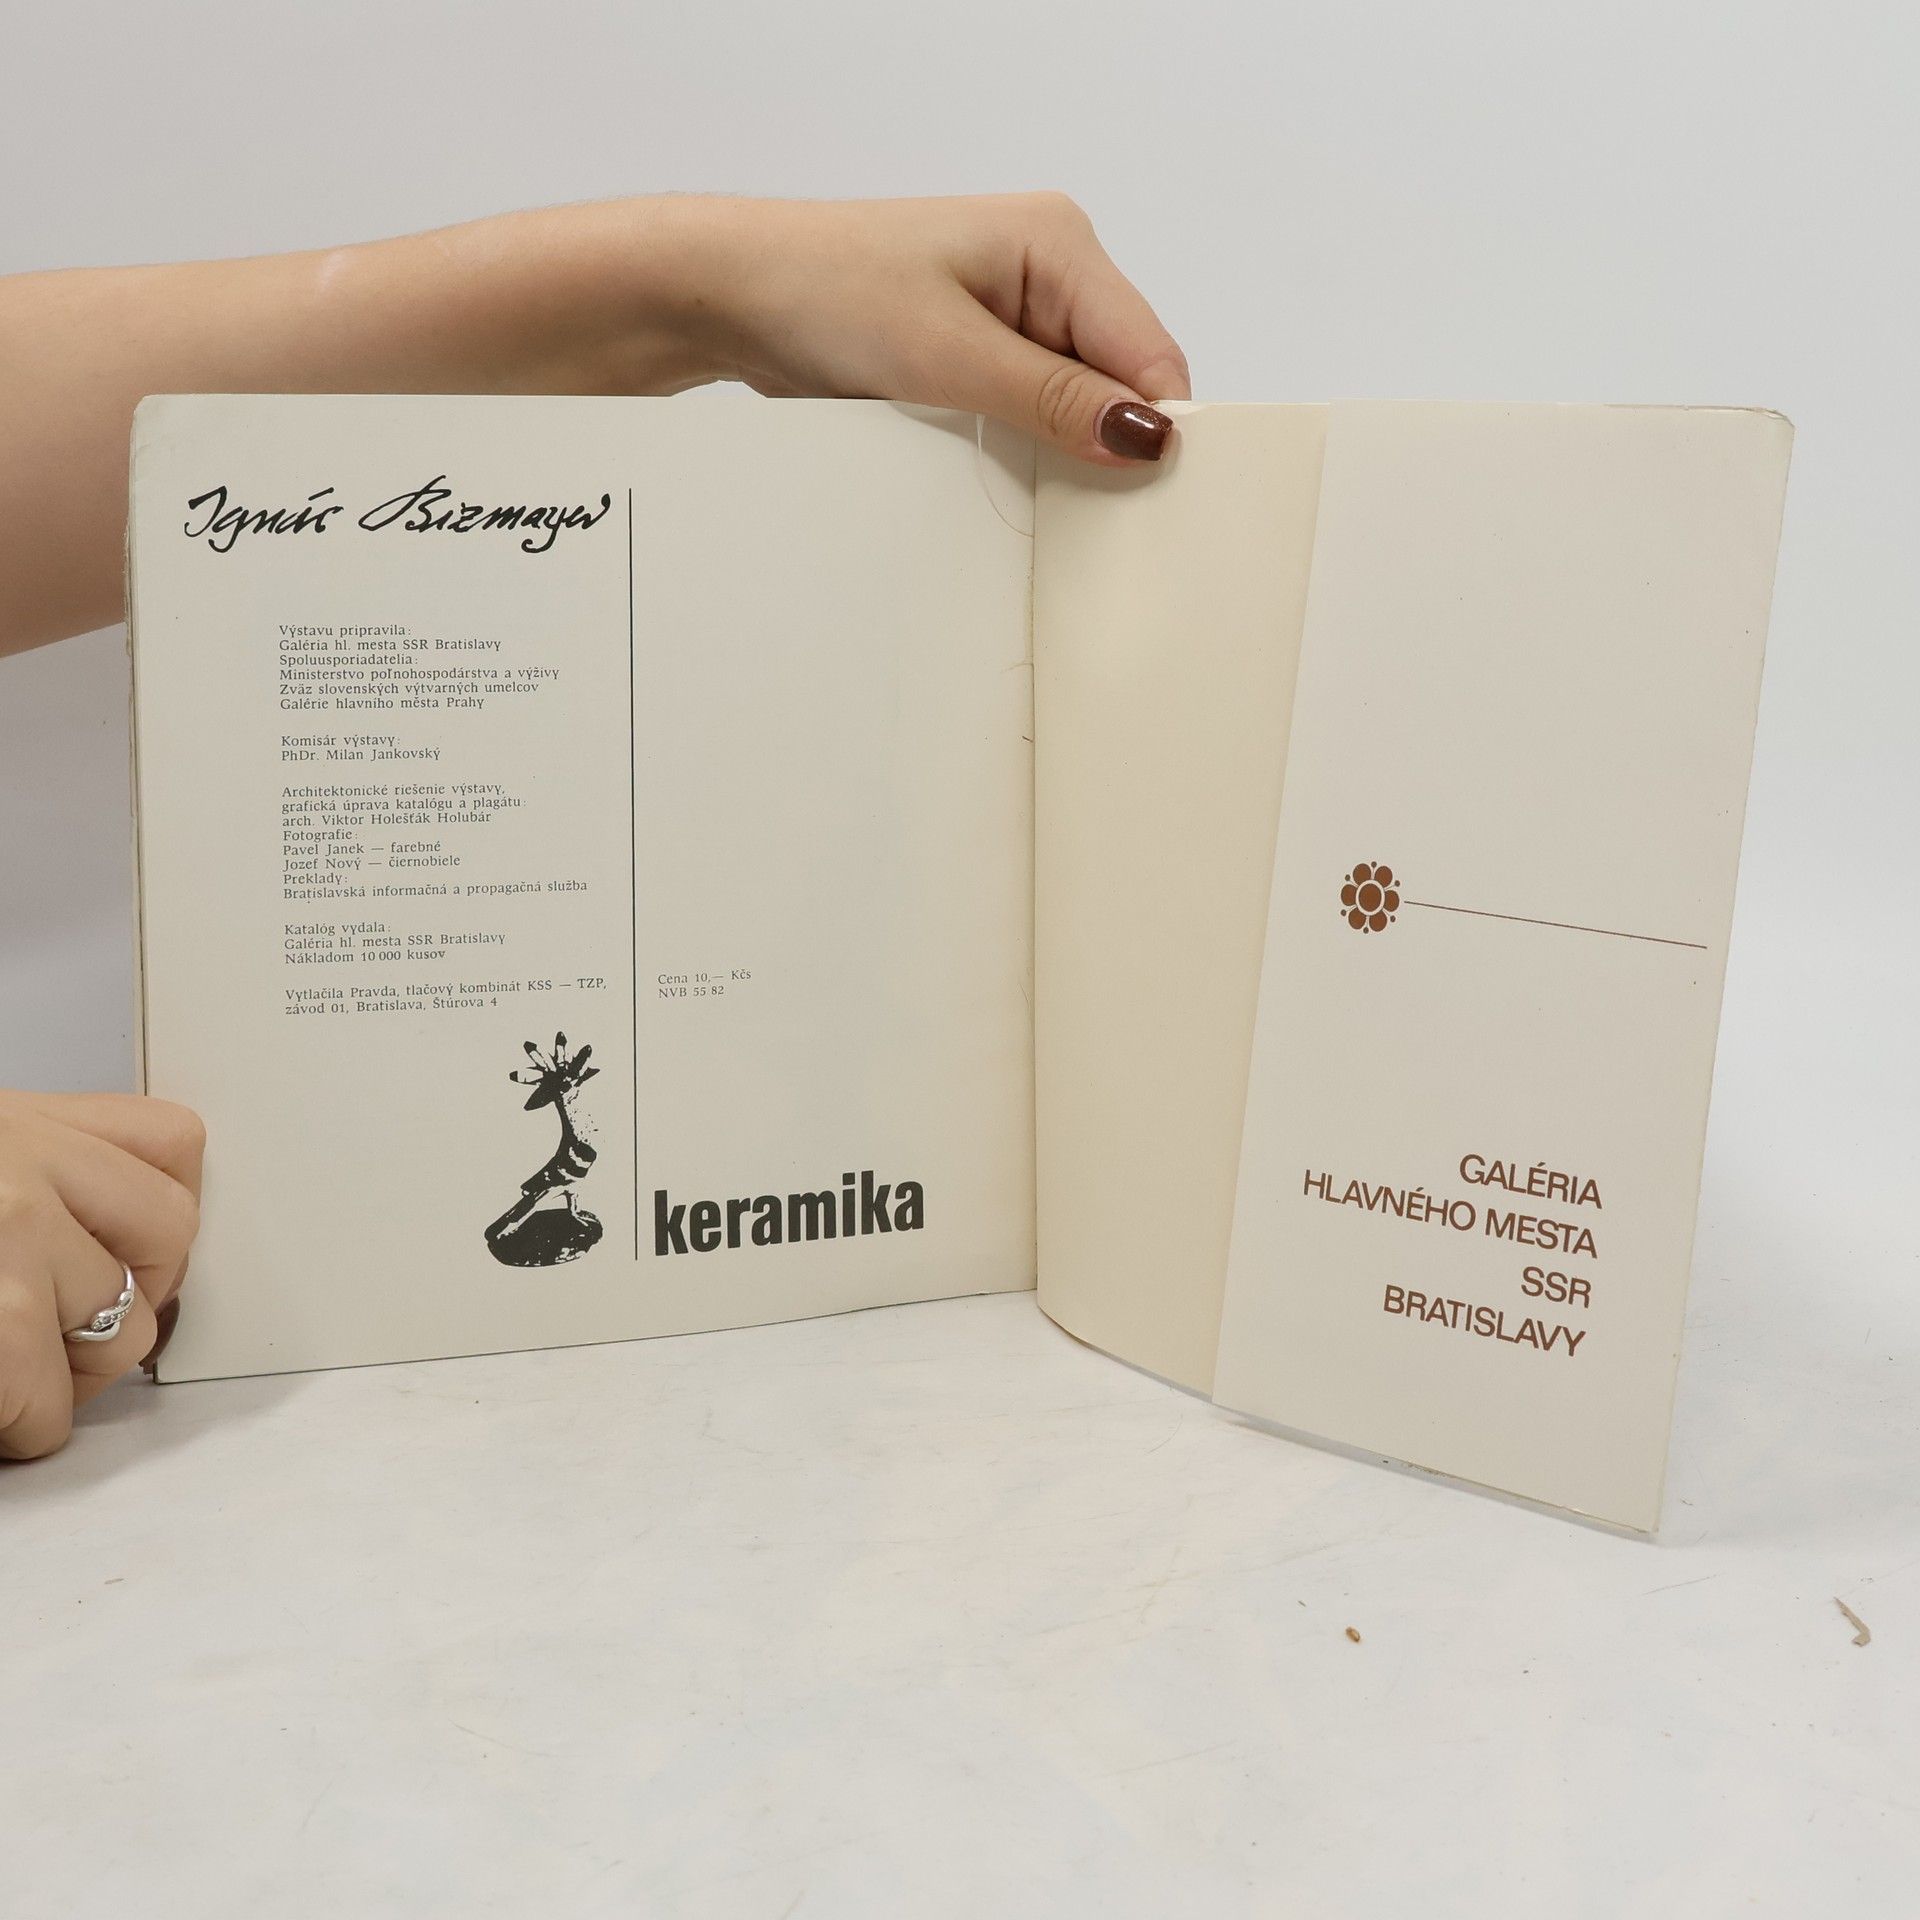 Ignác Bizmayer
Výstavu pripravila:
Galéria hl. mesta SSR Bratislavy
Spoluusporiadatelia:
Ministerstvo poľnohospodárstva a výživy
Zväz slovenských výtvarných umelcov
Galérie hlavního města Prahy
Komisár výstavy:
PhDr. Milan Jankovský
Architektonické riešenie výstavy,
grafická úprava katalógu a plagátu:
arch. Viktor Holešťák Holubár
Fotografie:
Pavel Janek — farebné
Jozef Nový — čiernobiele
Preklady:
Bratislavská informačná a propagačná služba
Katalóg vydala:
Galéria hl. mesta SSR Bratislavy
Nákladom 10 000 kusov
Vytlačila Pravda, tlačový kombinát KSS — TZP,
závod 01, Bratislava, Štúrova 4
Cena 10,— Kčs
NVB 55 82
keramika
GALÉRIA
HLAVNÉHO MESTA
SSR
BRATISLAVY